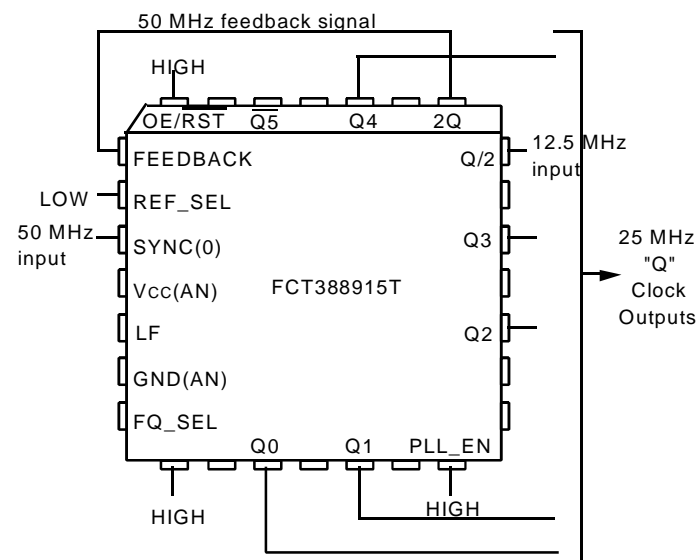 50 MHz feedback signal
HIGH
OE/RST Q5 Q4 2Q
FEEDBACK
Q/2
12.5 MHz
input
LOW
REF_SEL
50 MHz
input
SYNC(0)
Q3
25 MHz
"Q"
Clock
Outputs
VCC(AN)
FCT388915T
LF
Q2
GND(AN)
FQ_SEL
Q0 Q1 PLL_EN
HIGH
HIGH